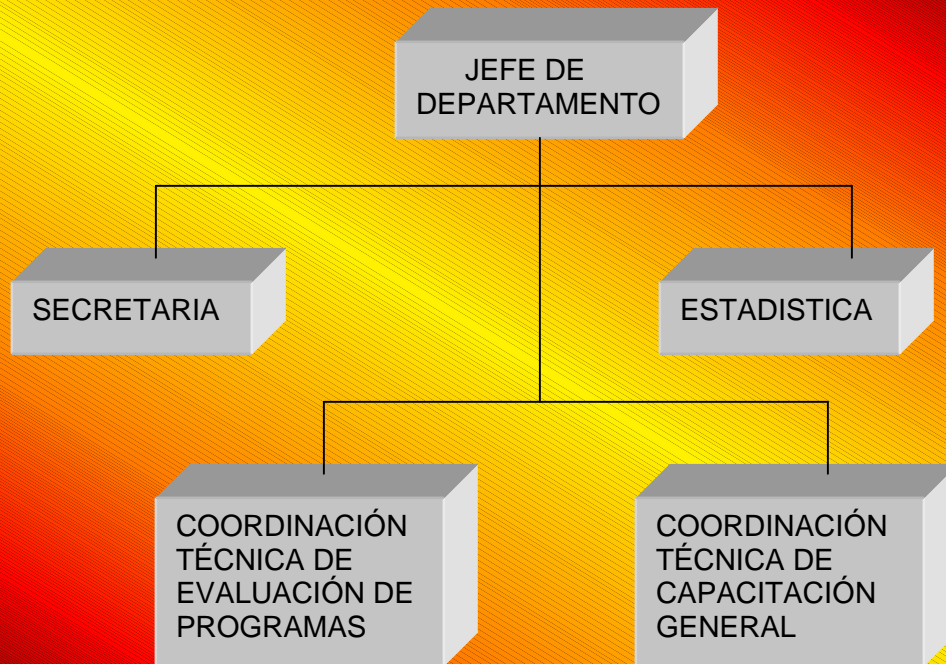 JEFE DE
DEPARTAMENTO
SECRETARIA
ESTADISTICA
COORDINACIÓN
TÉCNICA DE
EVALUACIÓN DE
PROGRAMAS
COORDINACIÓN
TÉCNICA DE
CAPACITACIÓN
GENERAL